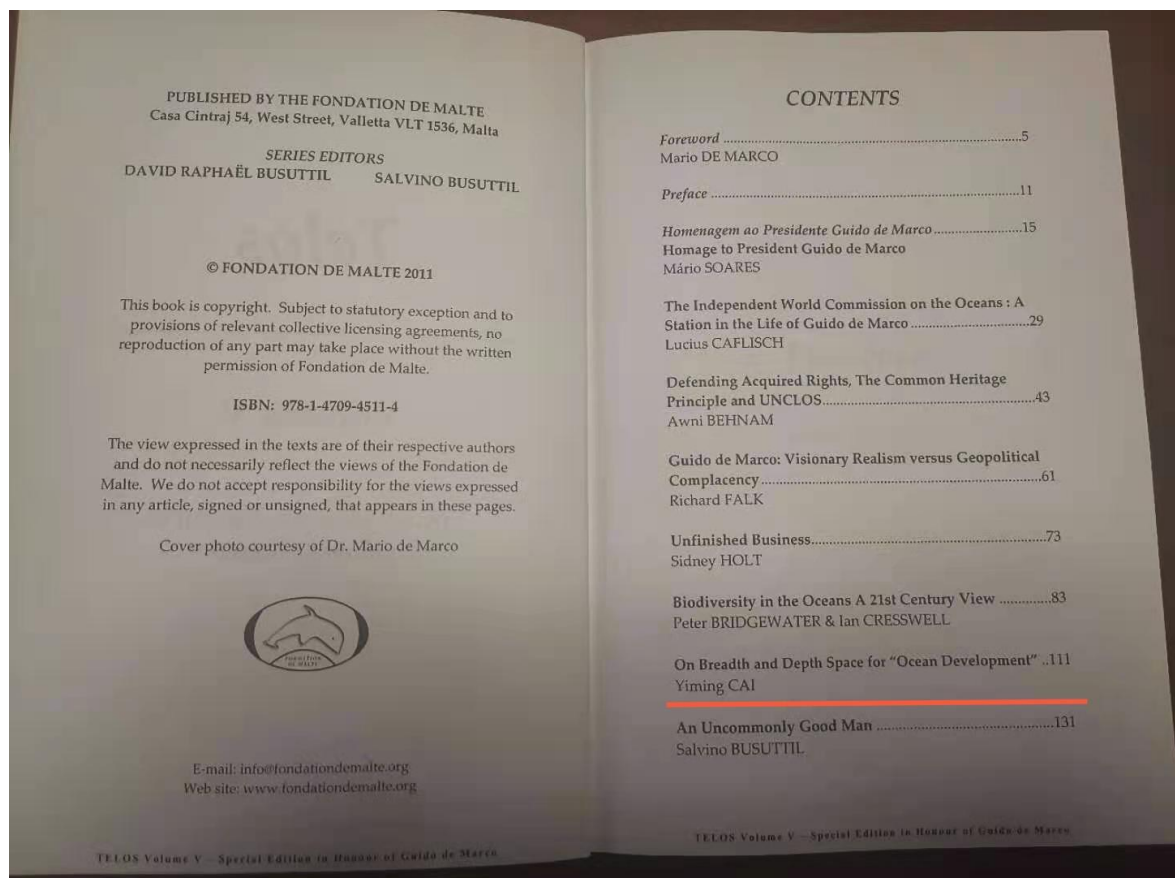 PUBLISHED BY THE FONDATION DE MALTE
Casa Cintraj 54, West Street, Valletta VLT 1536, Malta
SERIES EDITORS
DAVID RAPHAËL BUSUTTIL SALVINO BUSUTTIL
© FONDATION DE MALTE 2011
This book is copyright. Subject to statutory exception and to
provisions of relevant collective licensing agreements, no
reproduction of any part may take place without the written
permission of Fondation de Malte.
ISBN: 978-1-4709-4511-4
The view expressed in the texts are of their respective authors
and do not necessarily reflect the views of the Fondation de
Malte. We do not accept responsibility for the views expressed
in any article, signed or unsigned, that appears in these pages.
Cover photo courtesy of Dr. Mario de Marco
FONDATION
DE MALTE
E-mail: info@fondationdemalte.org
Web site: www.fondationdemalte.org
TELOS Volume V – Special Edition in Honour of Guido de Marco
CONTENTS
Foreword ..... 5
Mario DE MARCO
Preface ..... 11
Homenagem ao Presidente Guido de Marco ..... 15
Homage to President Guido de Marco
Mário SOARES
The Independent World Commission on the Oceans : A
Station in the Life of Guido de Marco ..... 29
Lucius CAFLISCH
Defending Acquired Rights, The Common Heritage
Principle and UNCLOS ..... 43
Awni BEHNAM
Guido de Marco: Visionary Realism versus Geopolitical
Complacency ..... 61
Richard FALK
Unfinished Business ..... 73
Sidney HOLT
Biodiversity in the Oceans A 21st Century View ..... 83
Peter BRIDGEWATER & Ian CRESSWELL
On Breadth and Depth Space for “Ocean Development” ..111
Yiming CAI
An Uncommonly Good Man ..... 131
Salvino BUSUTTIL
TELOS Volume V – Special Edition in Honour of Guido de Marco